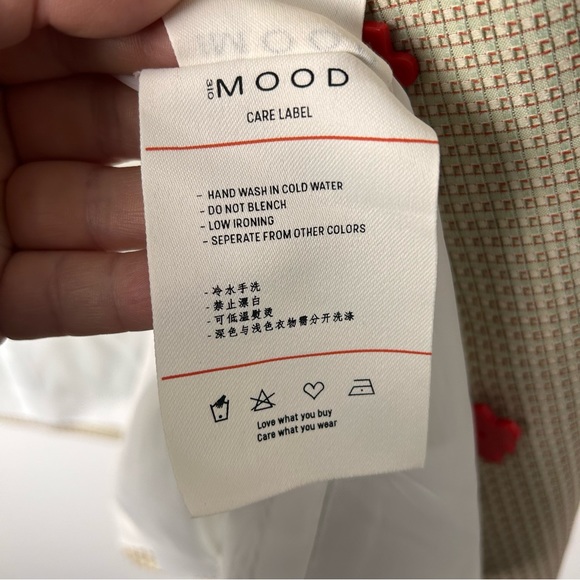 310 MOOD
CARE LABEL
- HAND WASH IN COLD WATER
- DO NOT BLENCH
- LOW IRONING
- SEPERATE FROM OTHER COLORS
- 冷水手洗
- 禁止漂白
- 可低温熨烫
- 深色与浅色衣物需分开洗涤
Love what you buy
Care what you wear